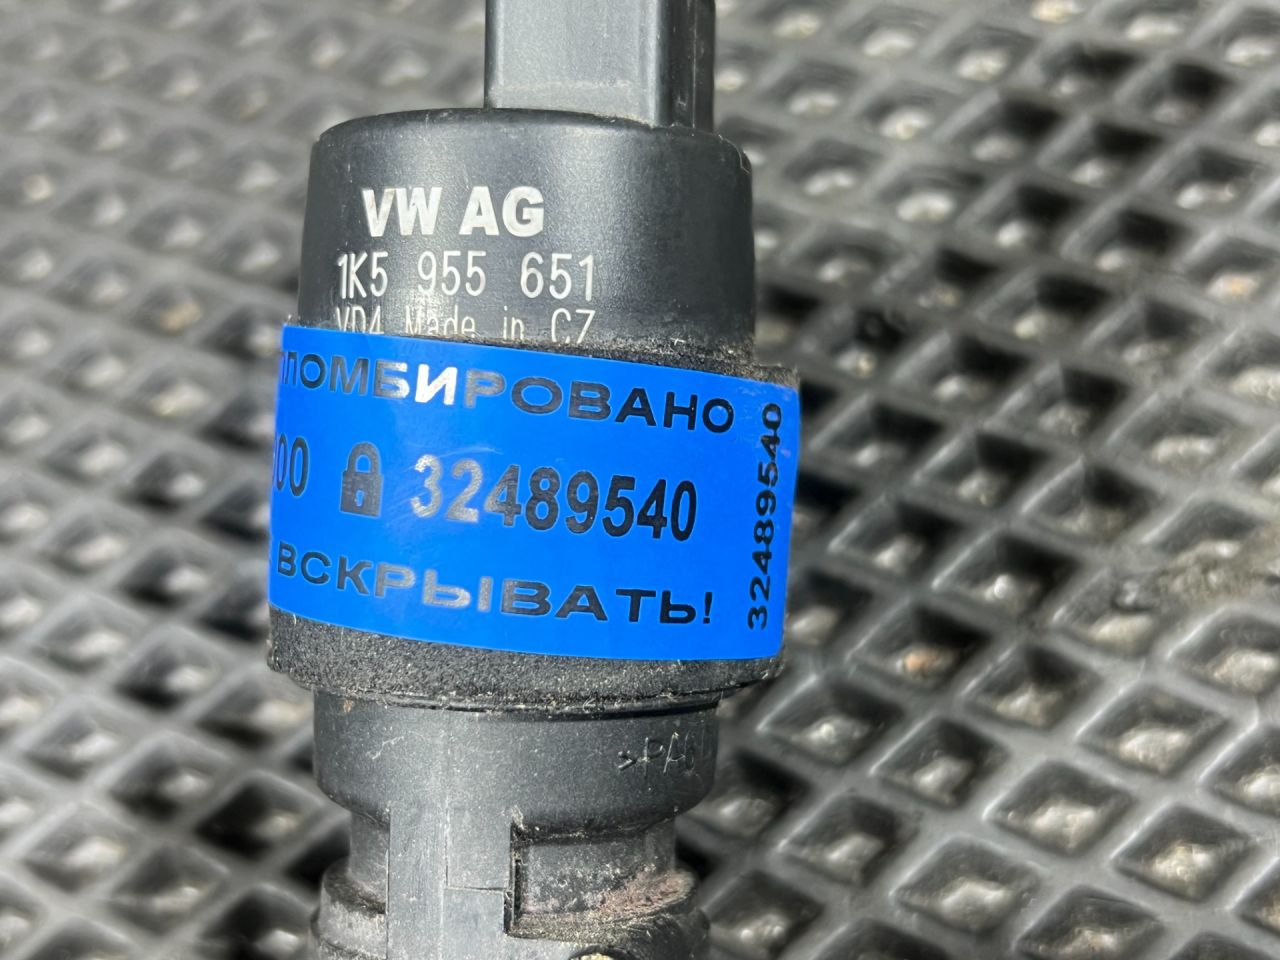 VW AG
1K5 955 651
VD4 Made in CZ
ПЛОМБИРОВАНО
32489540
ВСКРЫВАТЬ!
32489540